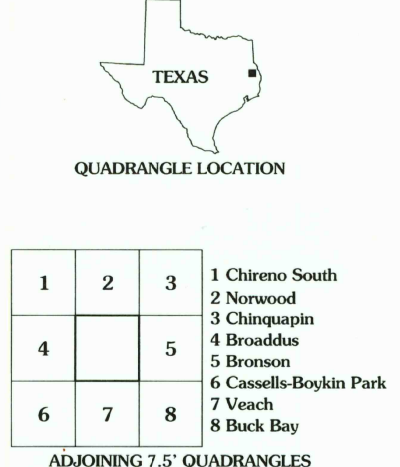 TEXAS
QUADRANGLE LOCATION
1 2 3
4 5
6 7 8
1 Chireno South
2 Norwood
3 Chinquapin
4 Broaddus
5 Bronson
6 Cassells-Boykin Park
7 Veach
8 Buck Bay
ADJOINING 7.5' QUADRANGLES